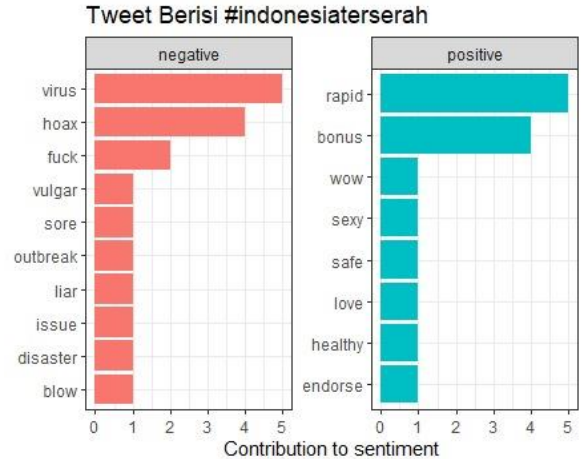 Tweet Berisi #indonesiaterserah
negative
virus
hoax
fuck
vulgar
sore
outbreak
liar
issue
disaster
blow
0 1 2 3 4 5
positive
rapid
bonus
wow
sexy
safe
love
healthy
endorse
0 1 2 3 4 5
Contribution to sentiment